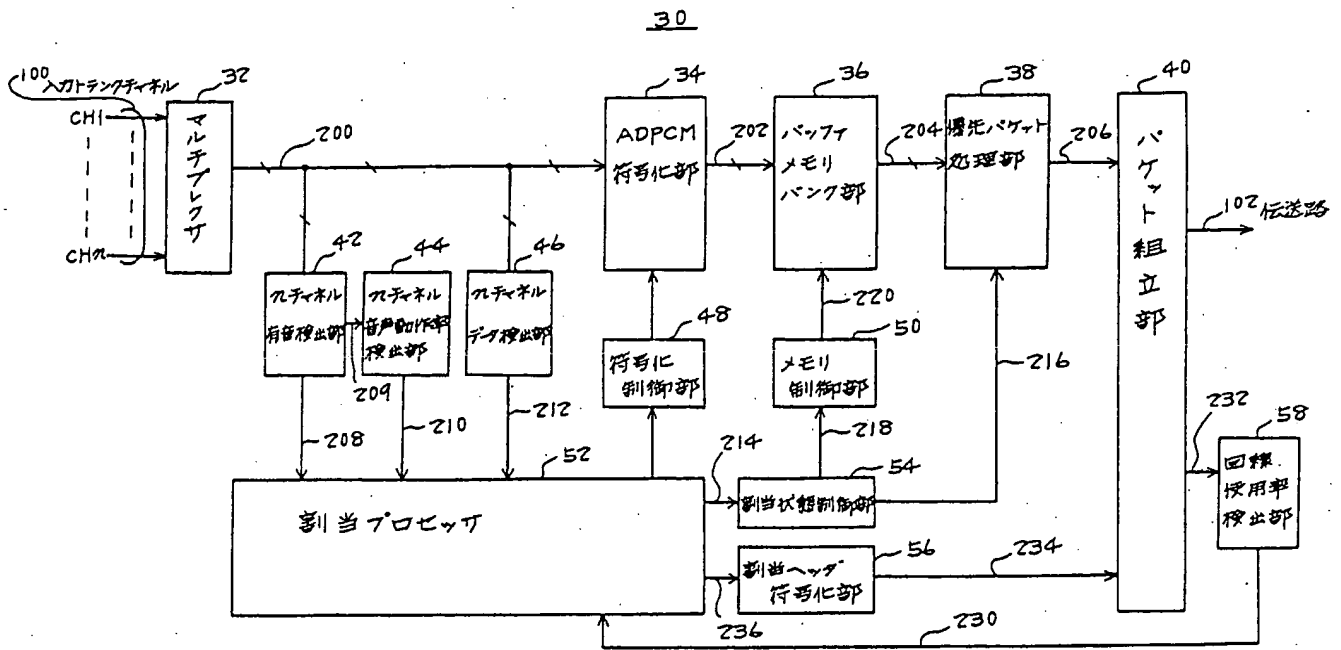 30
100
入力トランクチャネル
CH1
CHn
32
マルチプレクサ
200
34
ADPCM
符号化部
202
36
バッファ
メモリ
バンク部
204
38
優先パケット
処理部
206
40
パケット組立部
102
伝送路
42
nチャネル
有音検出部
209
44
nチャネル
音声動作率
検出部
46
nチャネル
データ検出部
48
符号化
制御部
220
50
メモリ
制御部
216
208
210
212
52
割当プロセッサ
214
218
54
割当状態制御部
56
割当ヘッダ
符号化部
234
236
230
232
58
回線
使用率
検出部